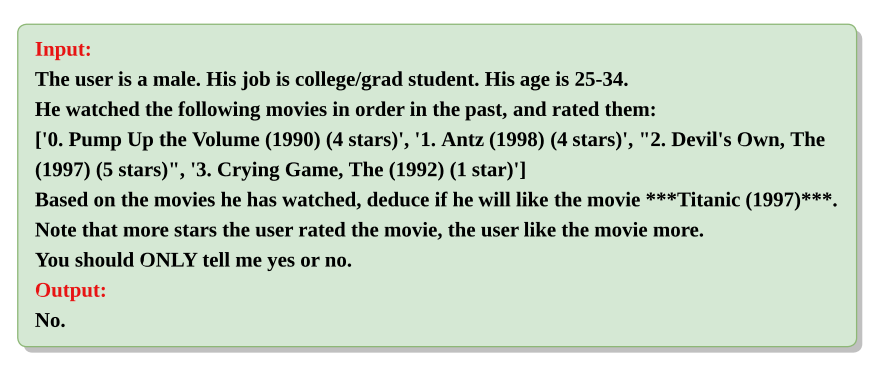 Input:
The user is a male. His job is college/grad student. His age is 25-34.
He watched the following movies in order in the past, and rated them:
['0. Pump Up the Volume (1990) (4 stars)', '1. Antz (1998) (4 stars)', "2. Devil's Own, The
(1997) (5 stars)", '3. Crying Game, The (1992) (1 star)']
Based on the movies he has watched, deduce if he will like the movie ***Titanic (1997)***.
Note that more stars the user rated the movie, the user like the movie more.
You should ONLY tell me yes or no.
Output:
No.